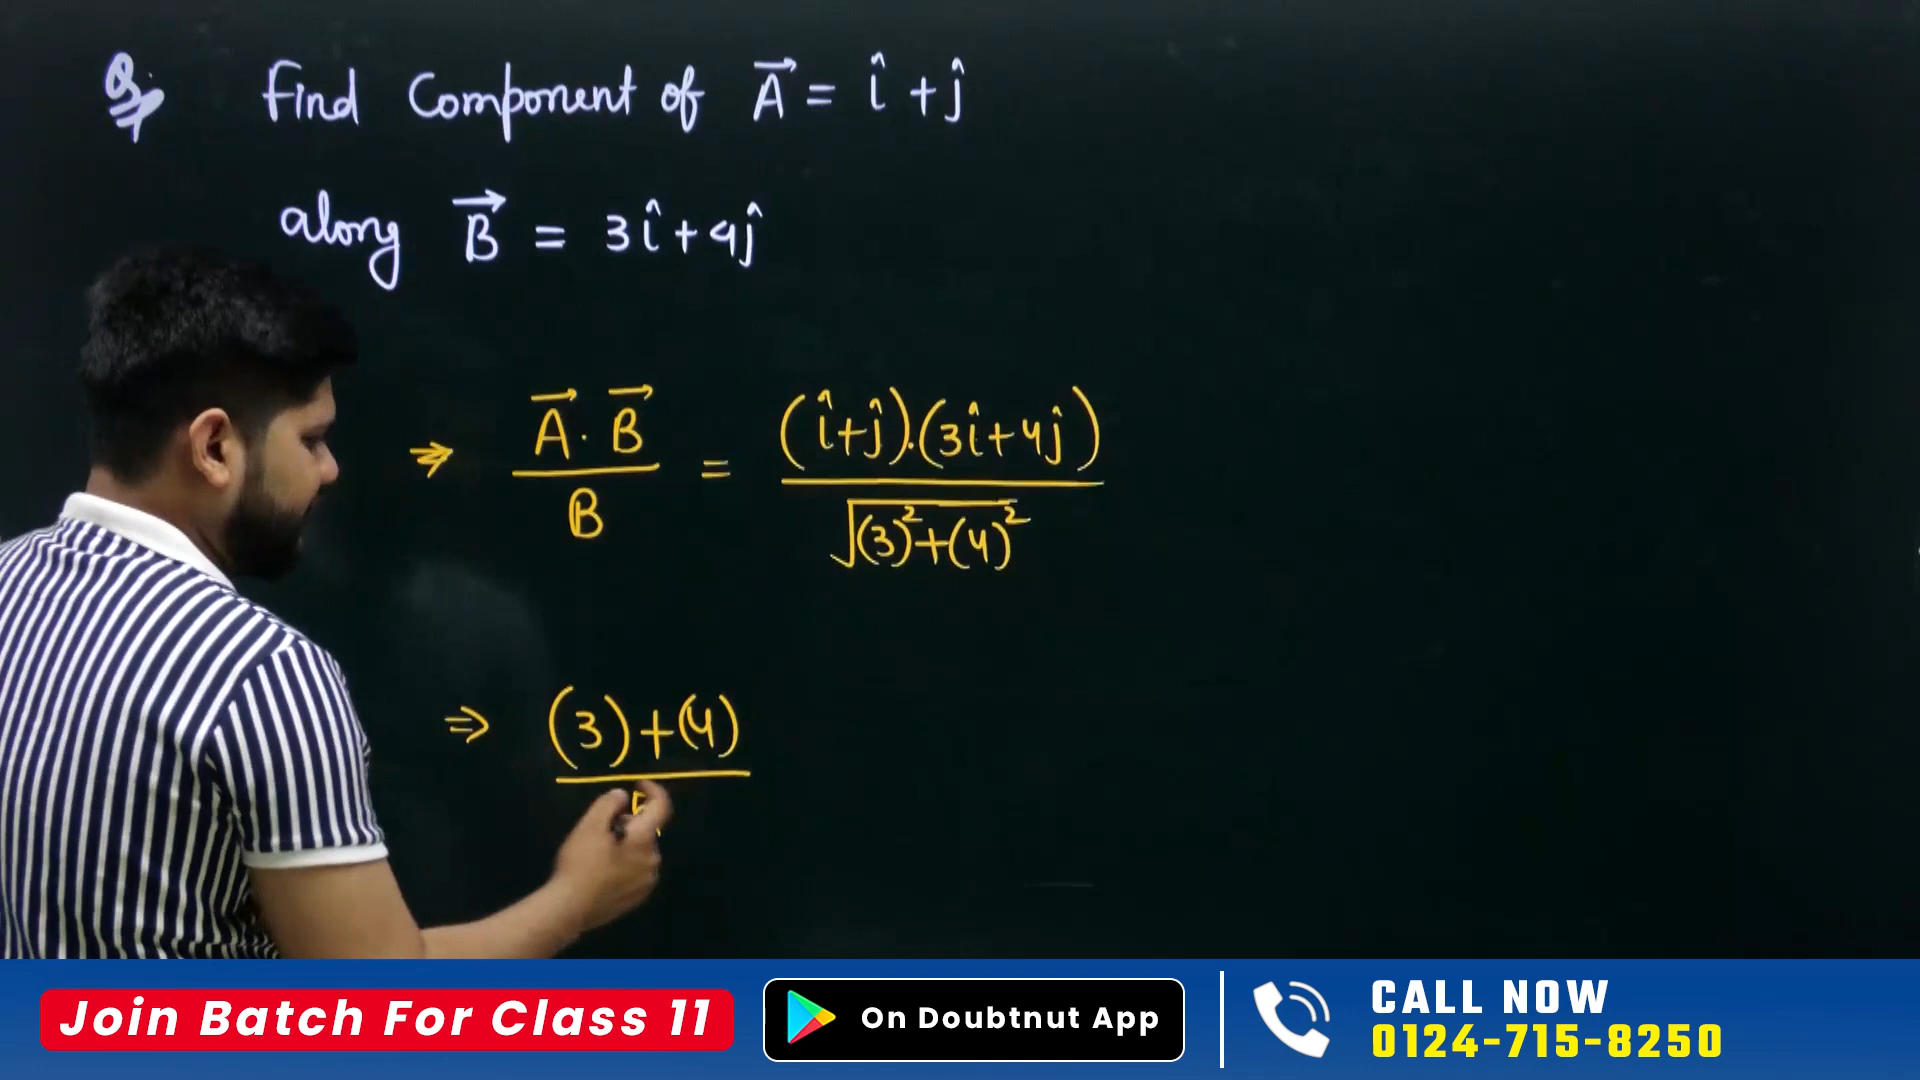 Q. Find Component of A⃗ = î + ĵ
along B⃗ = 3î + 4ĵ
⇒ A⃗ · B⃗ / B = (î+ĵ).(3î+4ĵ) / √(3)²+(4)²
⇒ (3)+(4)
Join Batch For Class 11
On Doubtnut App
CALL NOW
0124-715-8250